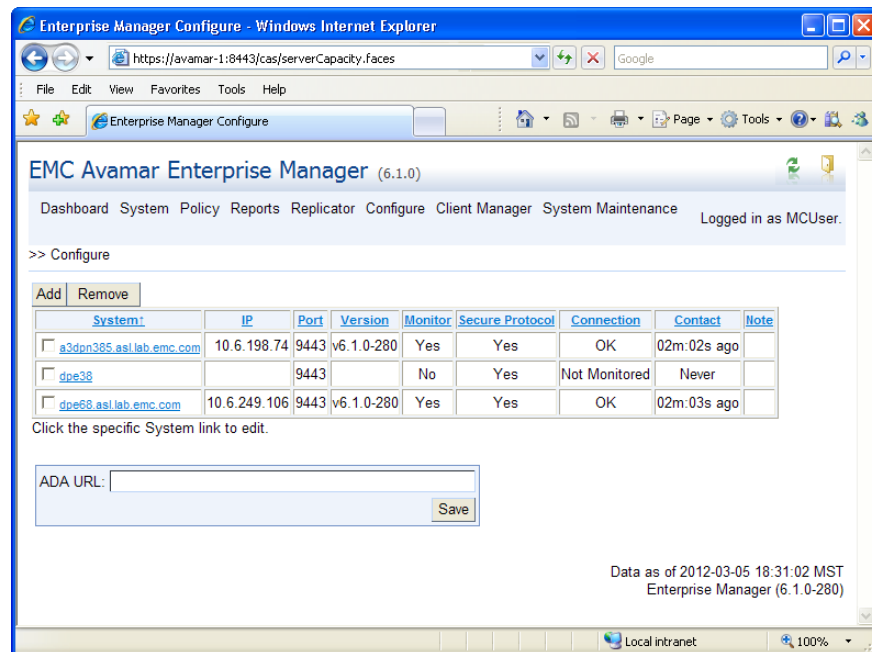 Enterprise Manager Configure - Windows Internet Explorer
https://avamar-1:8443/cas/serverCapacity.faces
Google
File Edit View Favorites Tools Help
Enterprise Manager Configure
Page Tools
EMC Avamar Enterprise Manager (6.1.0)
Dashboard System Policy Reports Replicator Configure Client Manager System Maintenance
Logged in as MCUser.
>> Configure
Add Remove
System↑ IP Port Version Monitor Secure Protocol Connection Contact Note
a3dpn385.asl.lab.emc.com 10.6.198.74 9443 v6.1.0-280 Yes Yes OK 02m:02s ago
dpe38 9443 No Yes Not Monitored Never
dpe68.asl.lab.emc.com 10.6.249.106 9443 v6.1.0-280 Yes Yes OK 02m:03s ago
Click the specific System link to edit.
ADA URL:
Save
Data as of 2012-03-05 18:31:02 MST
Enterprise Manager (6.1.0-280)
Local intranet 100%